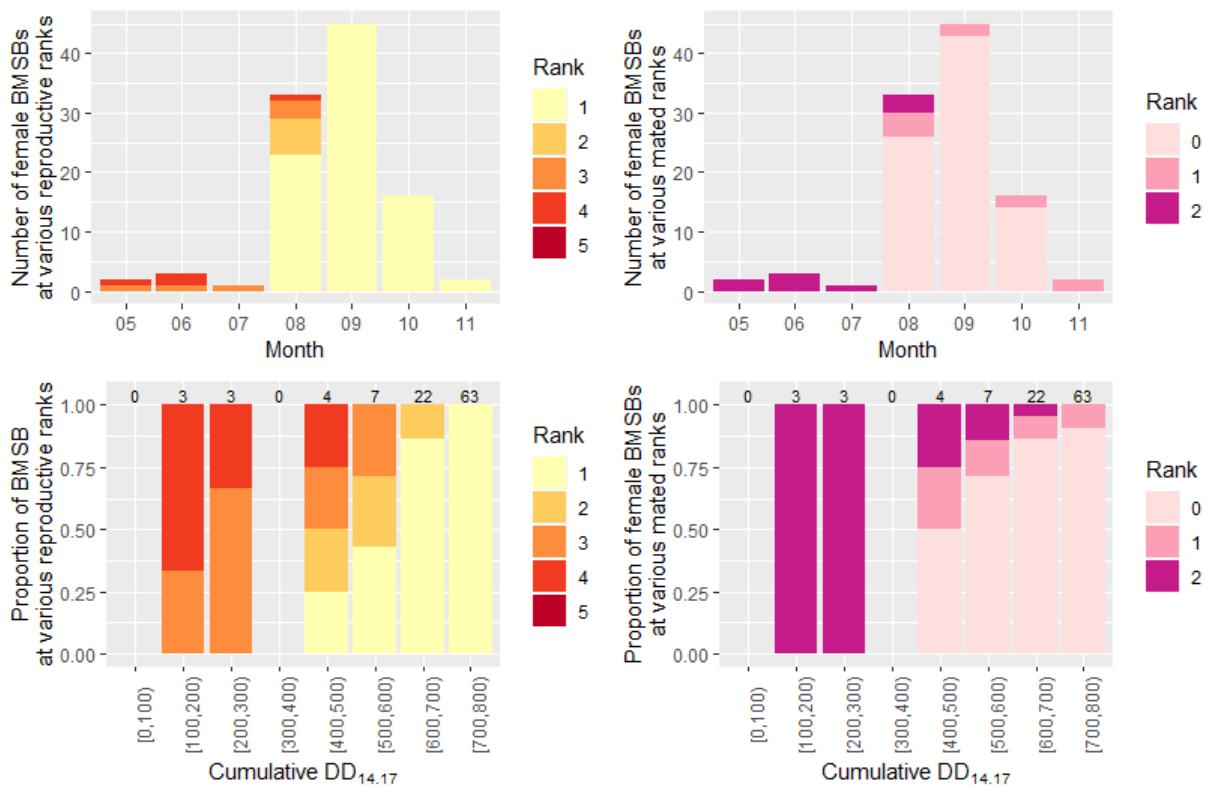 Number of female BMSBs
at various reproductive ranks
40
30
20
10
0
05 06 07 08 09 10 11
Month
Rank
1
2
3
4
5
Number of female BMSBs
at various mated ranks
40
30
20
10
0
05 06 07 08 09 10 11
Month
Rank
0
1
2
Proportion of BMSB
at various reproductive ranks
1.00
0.75
0.50
0.25
0.00
0 3 3 0 4 7 22 63
[0,100) [100,200) [200,300) [300,400) [400,500) [500,600) [600,700) [700,800)
Cumulative DD14.17
Rank
1
2
3
4
5
Proportion of female BMSBs
at various mated ranks
1.00
0.75
0.50
0.25
0.00
0 3 3 0 4 7 22 63
[0,100) [100,200) [200,300) [300,400) [400,500) [500,600) [600,700) [700,800)
Cumulative DD14.17
Rank
0
1
2